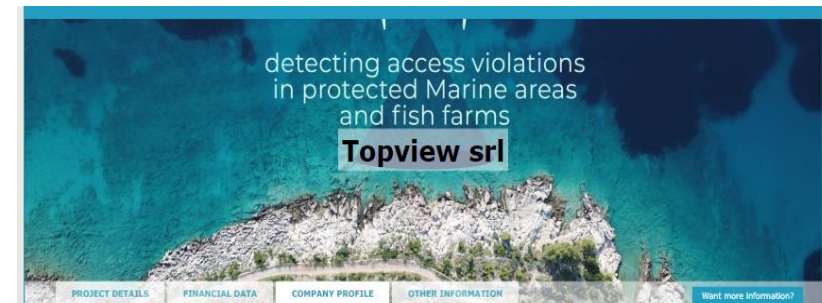 detecting access violations
in protected Marine areas
and fish farms
Topview srl
PROJECT DETAILS
FINANCIAL DATA
COMPANY PROFILE
OTHER INFORMATION
Want more information?